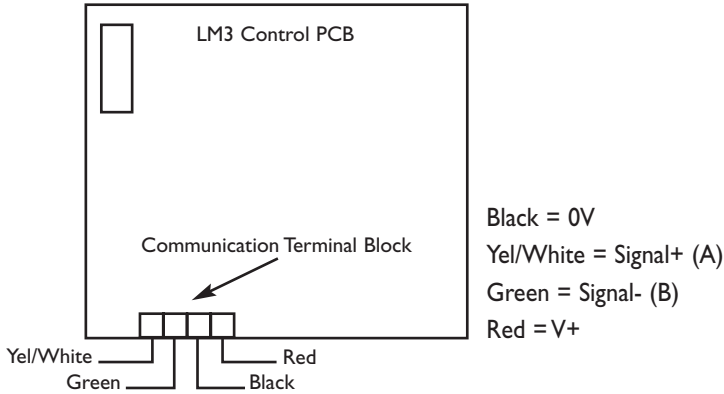 LM3 Control PCB
Communication Terminal Block
Black = 0V
Yel/White = Signal+ (A)
Green = Signal- (B)
Red = V+
Yel/White
Red
Green
Black